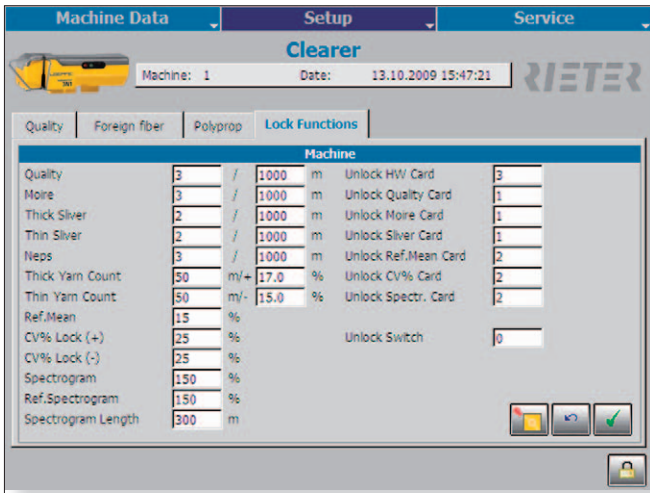 Machine Data Setup Service
Clearer
Machine: 1 Date: 13.10.2009 15:47:21
RIETER
Quality Foreign fiber Polyprop Lock Functions
Machine
Quality 3 / 1000 m Unlock HW Card 3
Moire 3 / 1000 m Unlock Quality Card 1
Thick Sliver 2 / 1000 m Unlock Moire Card 1
Thin Sliver 2 / 1000 m Unlock Sliver Card 1
Neps 3 / 1000 m Unlock Ref.Mean Card 2
Thick Yarn Count 50 m/+ 17.0 % Unlock CV% Card 2
Thin Yarn Count 50 m/- 15.0 % Unlock Spectr. Card 2
Ref.Mean 15 %
CV% Lock (+) 25 % Unlock Switch 0
CV% Lock (-) 25 %
Spectrogram 150 %
Ref.Spectrogram 150 %
Spectrogram Length 300 m